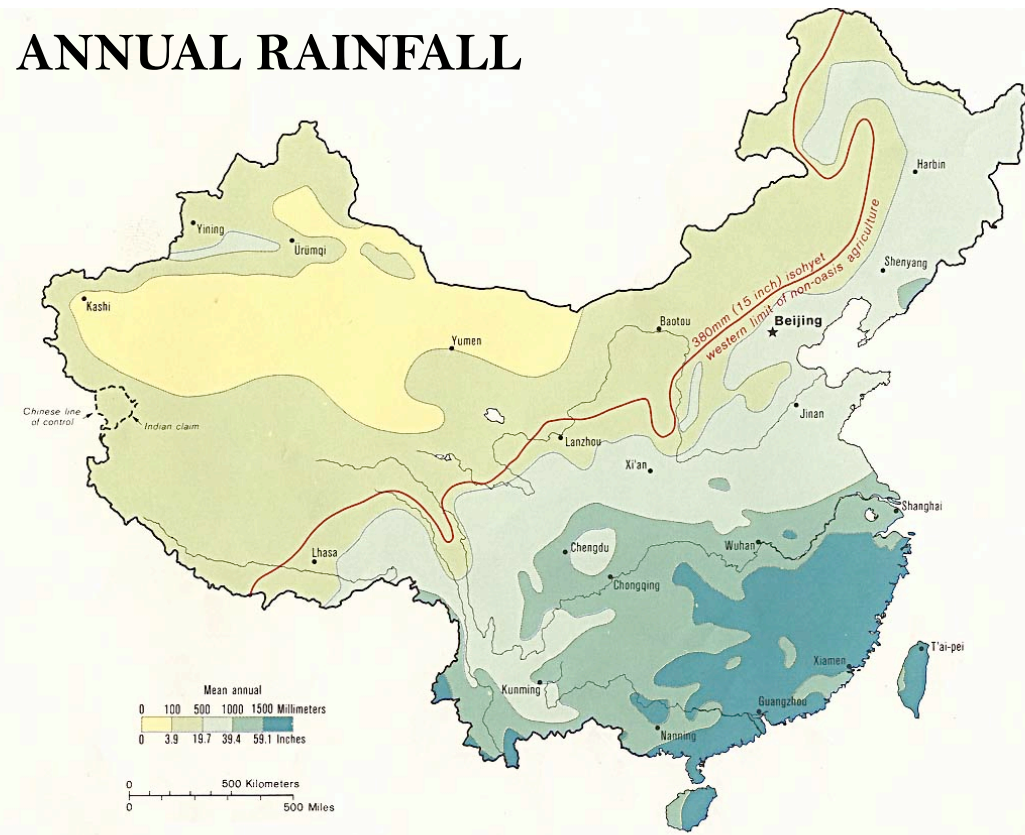 ANNUAL RAINFALL
Harbin
Yining
Ürümqi
Shenyang
380mm (15 inch) isohyet
western limit of non-oasis agriculture
Kashi
Baotou
Beijing
Yumen
Chinese line
of control
Indian claim
Jinan
Lanzhou
Xi'an
Shanghai
Lhasa
Chengdu
Wuhan
Chongqing
T'ai-pei
Xiamen
Kunming
Guangzhou
Nanning
Mean annual
0 100 500 1000 1500 Millimeters
0 3.9 19.7 39.4 59.1 Inches
0 500 Kilometers
0 500 Miles